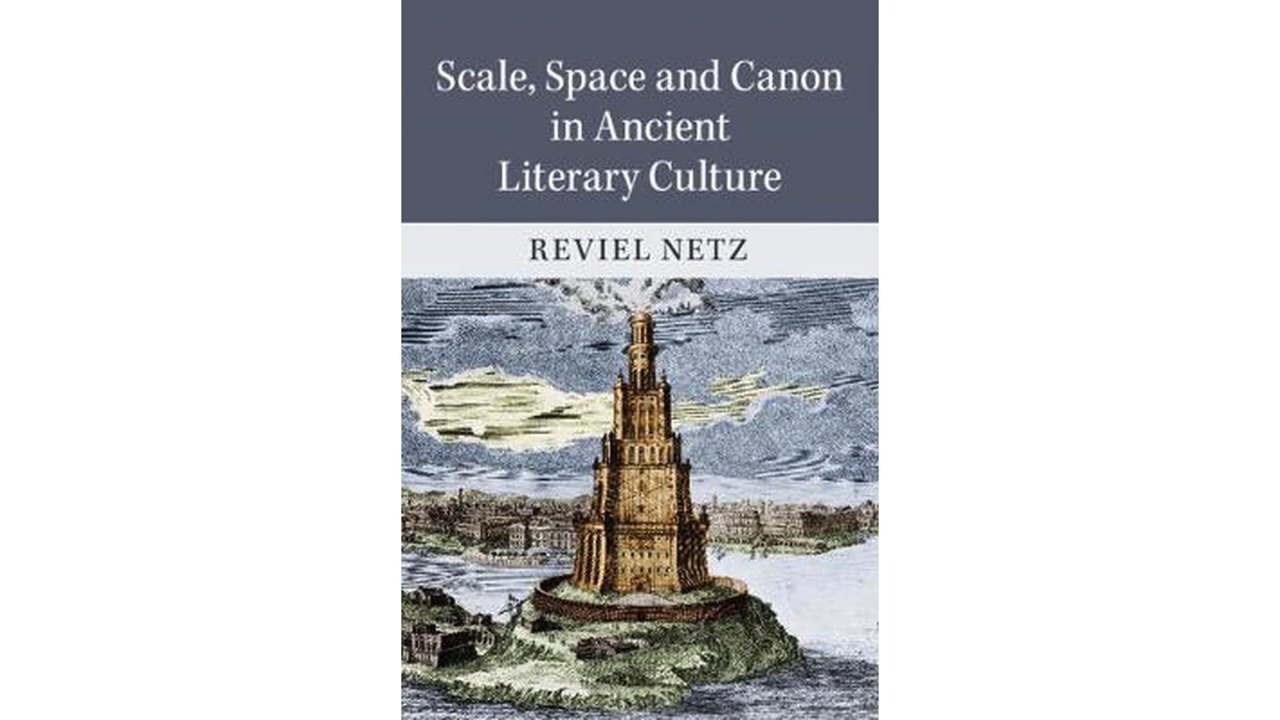 Scale, Space and Canon
in Ancient
Literary Culture
REVIEL NETZ